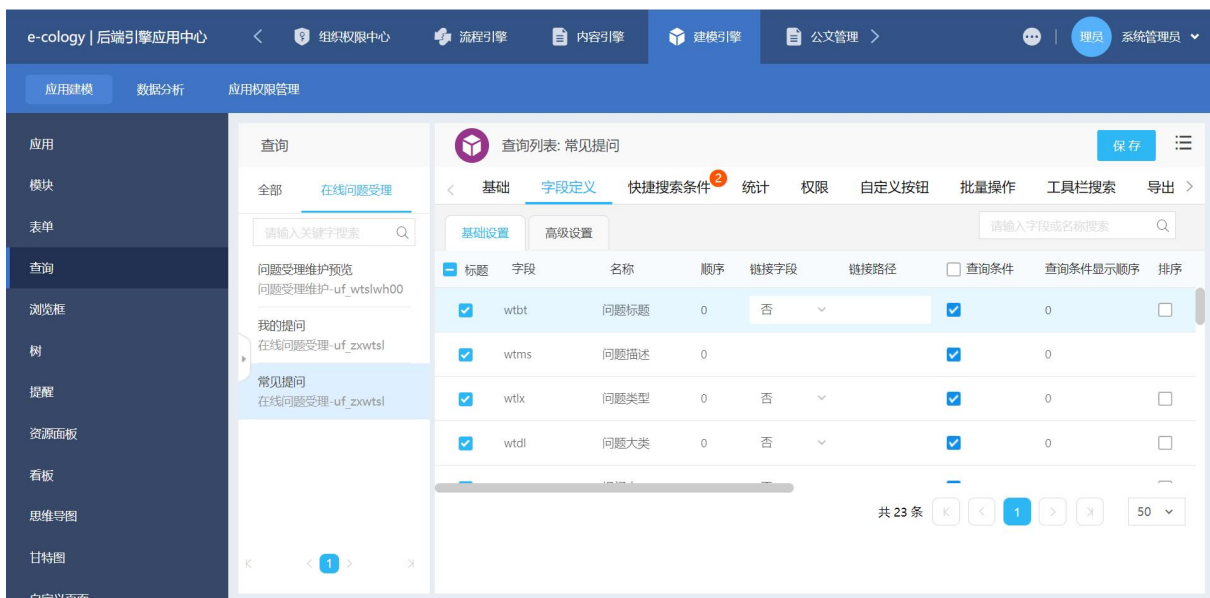 e-cology | 后端引擎应用中心 组织权限中心 流程引擎 内容引擎 建模引擎 公文管理 理员 系统管理员
应用建模 数据分析 应用权限管理
应用
模块
表单
查询
浏览框
树
提醒
资源面板
看板
思维导图
甘特图
查询
全部 在线问题受理
请输入关键字搜索
问题受理维护预览
问题受理维护-uf_wtslwh00
我的提问
在线问题受理-uf_zxwtsl
常见提问
在线问题受理-uf_zxwtsl
1
查询列表: 常见提问 保存
基础 字段定义 快捷搜索条件 2 统计 权限 自定义按钮 批量操作 工具栏搜索 导出
基础设置 高级设置 请输入字段或名称搜索
标题 字段 名称 顺序 链接字段 链接路径 查询条件 查询条件显示顺序 排序
wtbt 问题标题 0 否 0
wtms 问题描述 0 0
wtlx 问题类型 0 否 0
wtdl 问题大类 0 否 0
共 23 条 1 50